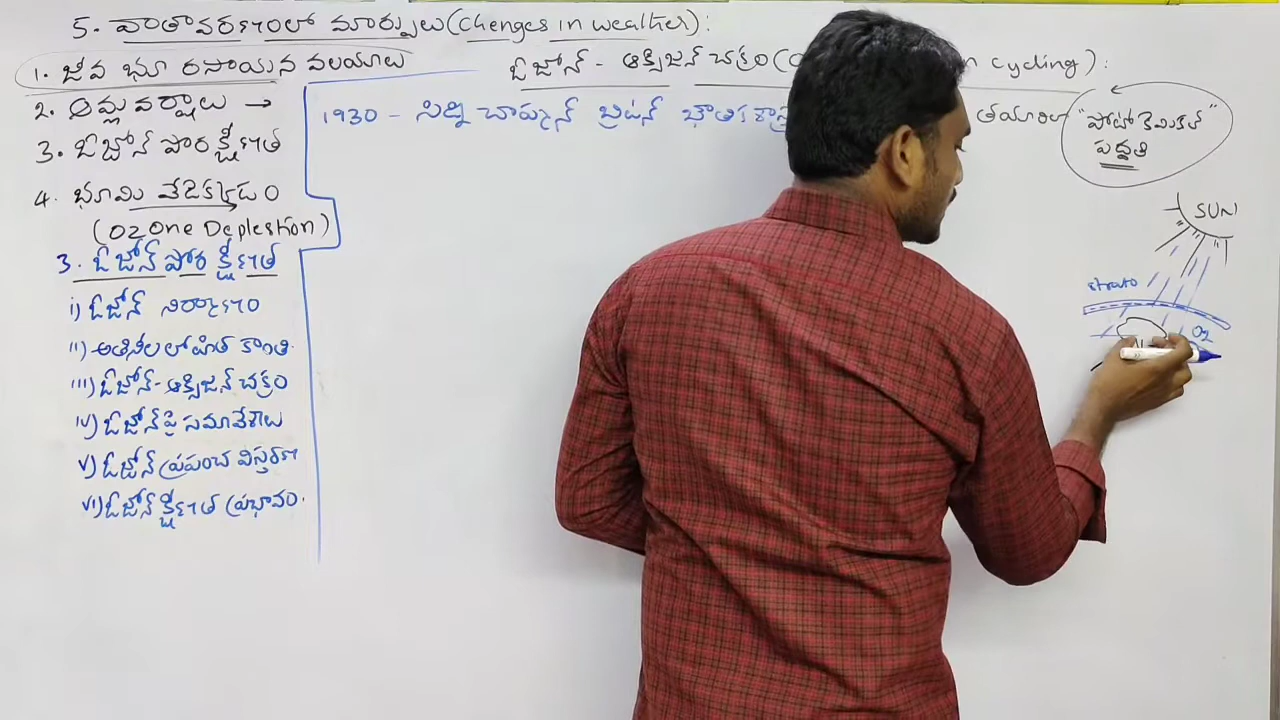 5. వాతావరణంలో మార్పులు (Chenges in weather) :
1. జీవ భూ రసాయన వలయాలు
2. ఆమ్ల వర్షాలు →
3. ఓజోన్ పొర క్షీణత
4. భూమి వేడెక్కడం
(Ozone Deplestion)
3. ఓజోన్ పొర క్షీణత
i) ఓజోన్ నిర్మాణం
ii) అతినీలలోహిత కాంతి
iii) ఓజోన్-ఆక్సిజన్ చక్రం
iv) ఓజోన్ పై సమావేశాలు
v) ఓజోన్ ప్రపంచ విస్తరణ
vi) ఓజోన్ క్షీణత ప్రభావం
ఓజోన్ - ఆక్సిజన్ చక్రం ( cycling) :
1930 - సిడ్ని చాప్మన్ బ్రిటన్ భౌతిక
"ఫోటో కెమికల్"
పద్ధతి
SUN
strato
O2